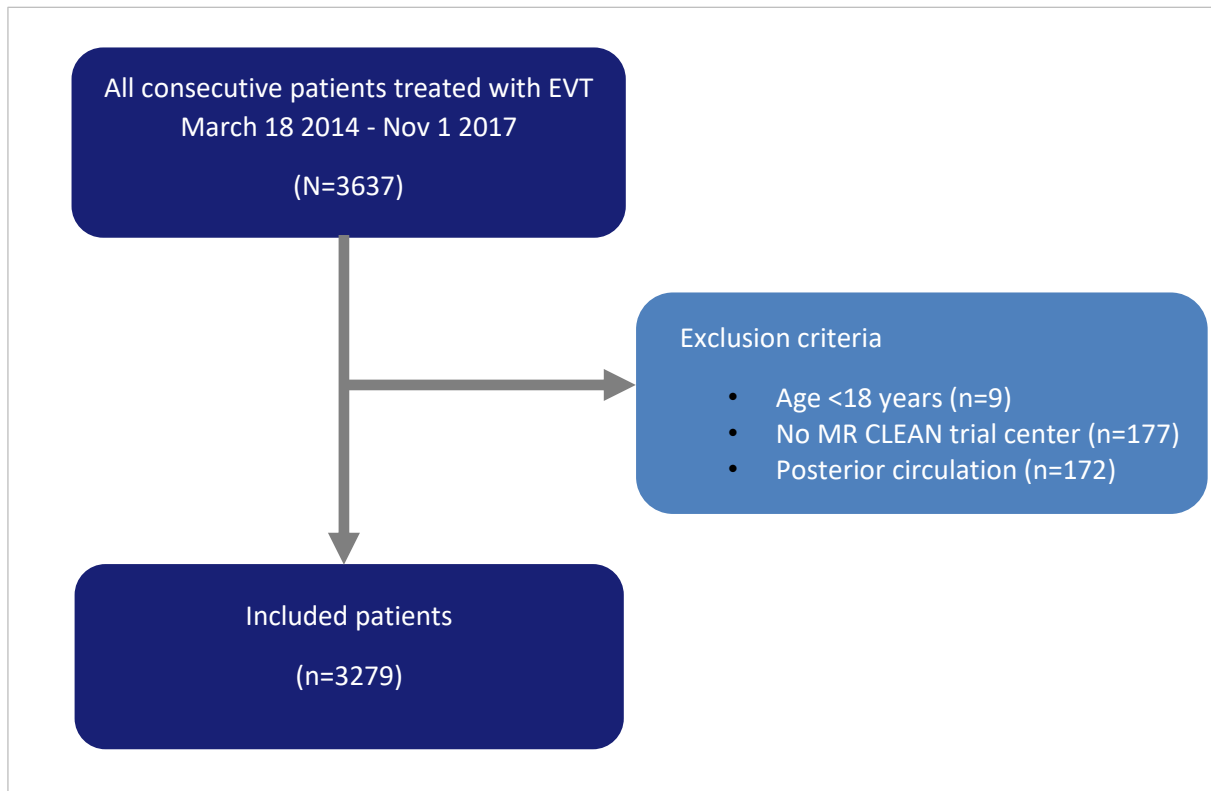 All consecutive patients treated with EVT
March 18 2014 - Nov 1 2017
(N=3637)
Exclusion criteria
• Age <18 years (n=9)
• No MR CLEAN trial center (n=177)
• Posterior circulation (n=172)
Included patients
(n=3279)